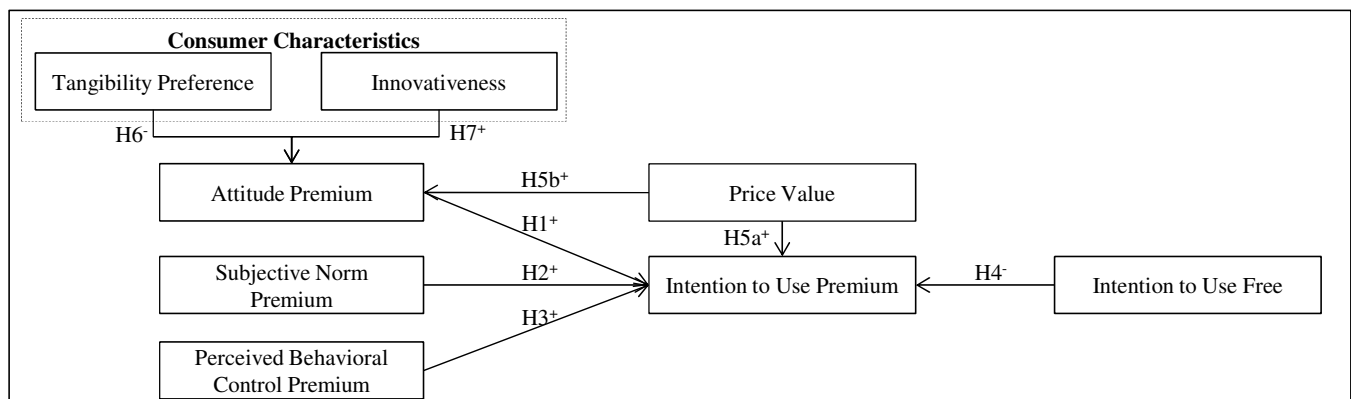 Consumer Characteristics
Tangibility Preference
Innovativeness
H6-
H7+
Attitude Premium
H5b+
Price Value
H1+
H5a+
Subjective Norm
Premium
H2+
Intention to Use Premium
H4-
Intention to Use Free
H3+
Perceived Behavioral
Control Premium